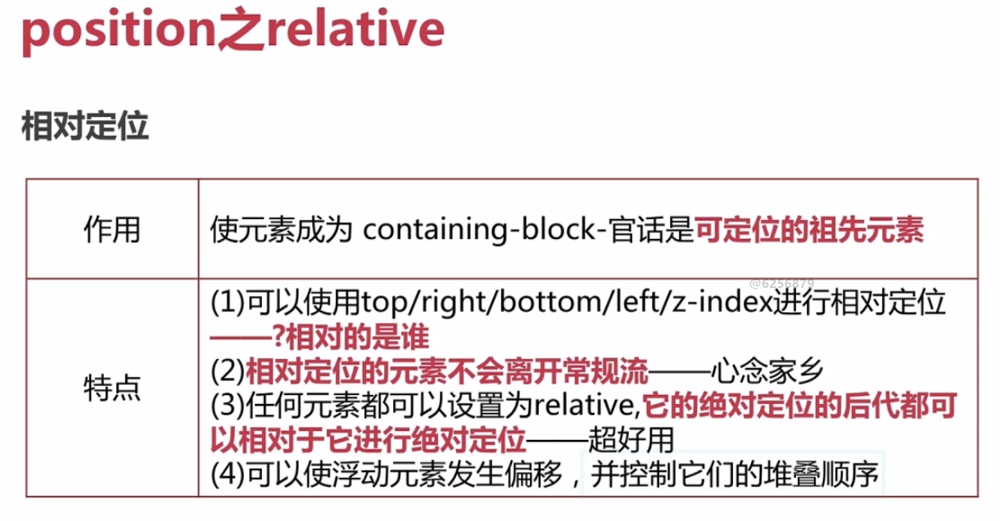 position之relative
相对定位
作用
使元素成为 containing-block-官话是可定位的祖先元素
@6256879
特点
(1)可以使用top/right/bottom/left/z-index进行相对定位
——?相对的是谁
(2)相对定位的元素不会离开常规流——心念家乡
(3)任何元素都可以设置为relative,它的绝对定位的后代都可
以相对于它进行绝对定位——超好用
(4)可以使浮动元素发生偏移，并控制它们的堆叠顺序